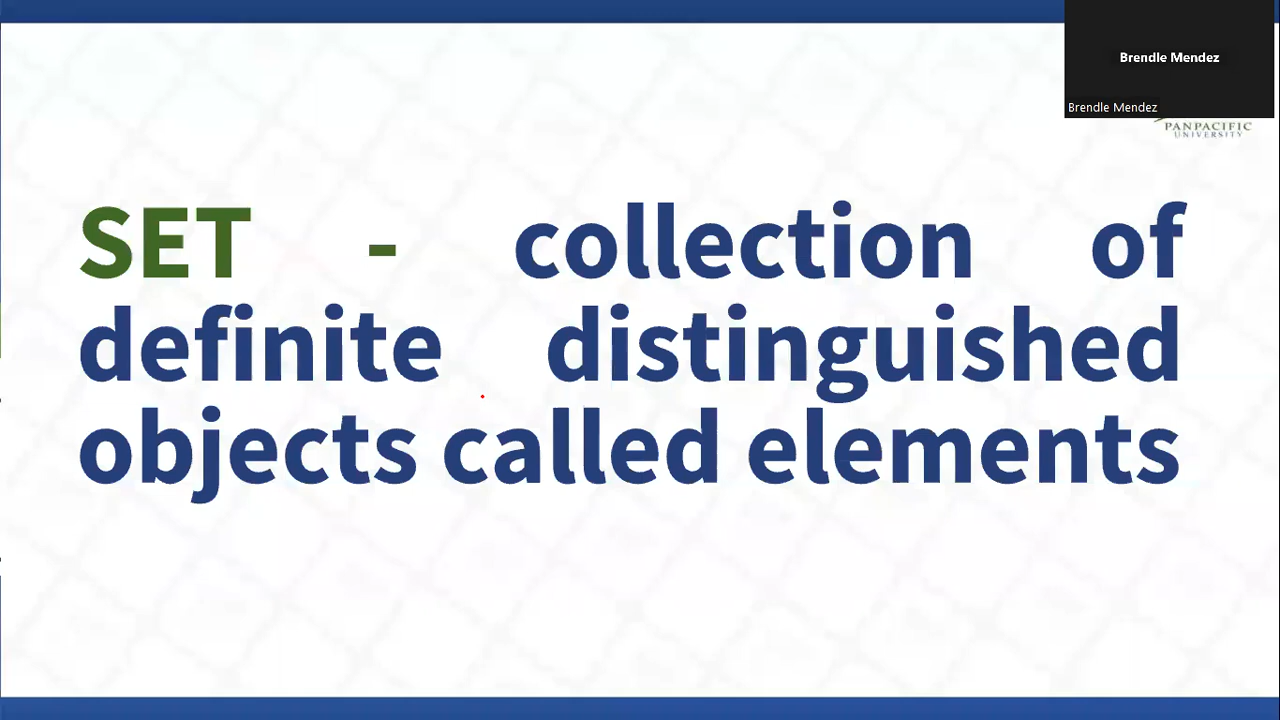 Brendle Mendez
Brendle Mendez
PANPACIFIC
UNIVERSITY
SET - collection of
definite distinguished
objects called elements